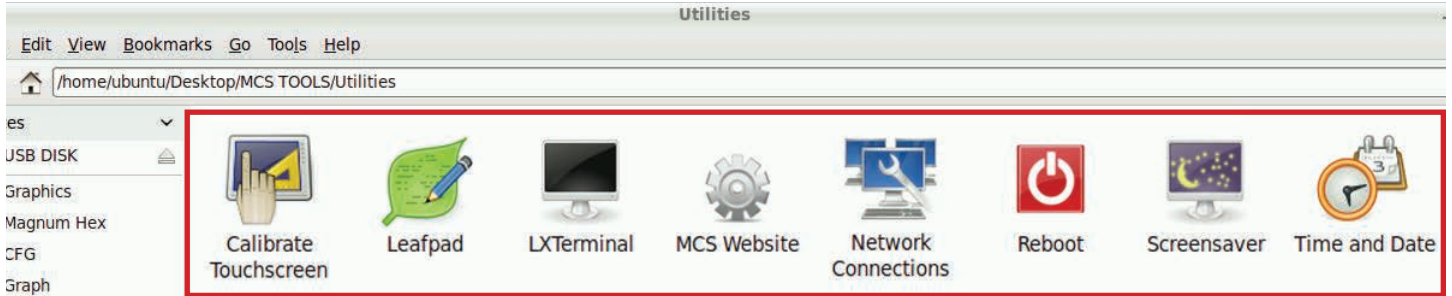 Utilities
Edit View Bookmarks Go Tools Help
/home/ubuntu/Desktop/MCS TOOLS/Utilities
es
USB DISK
Graphics
Magnum Hex
CFG
Graph
Calibrate Touchscreen
Leafpad
LXTerminal
MCS Website
Network Connections
Reboot
Screensaver
Time and Date
3